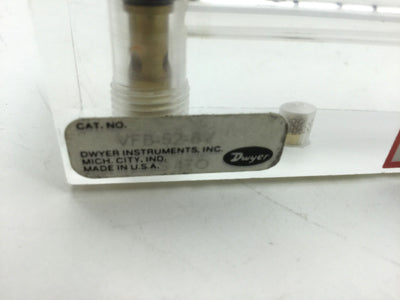 CAT. NO.
VFB-52-BV
DWYER INSTRUMENTS, INC.
MICH. CITY, IND.
MADE IN U.S.A.
Dwyer